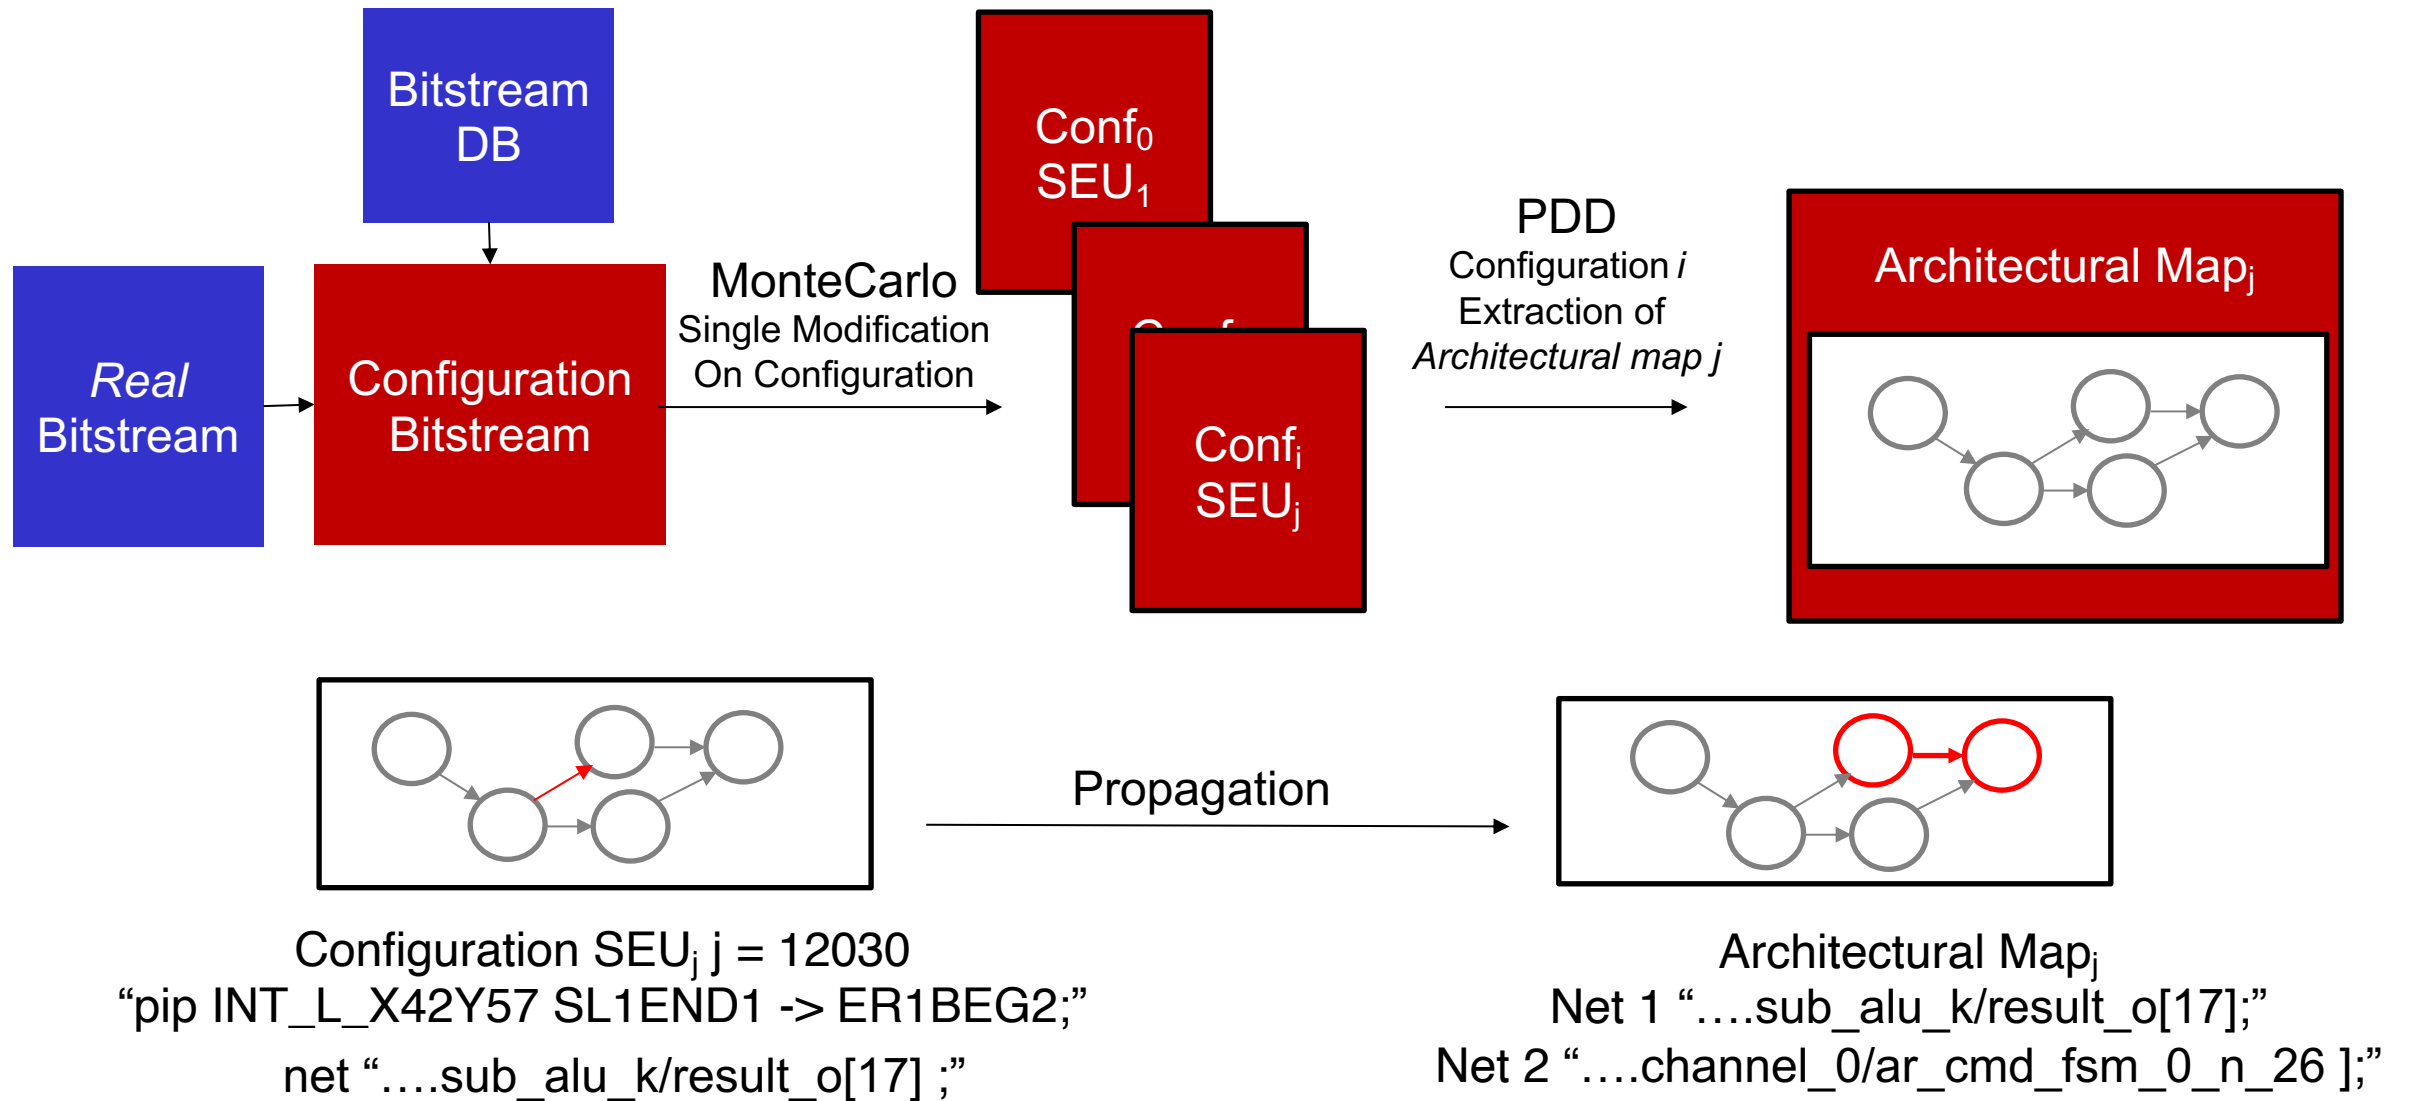 Bitstream
DB
Real
Bitstream
Configuration
Bitstream
MonteCarlo
Single Modification
On Configuration
Conf0
SEU1
Confi
SEUj
PDD
Configuration i
Extraction of
Architectural map j
Architectural Mapj
Propagation
Configuration SEUj j = 12030
“pip INT_L_X42Y57 SL1END1 -> ER1BEG2;”
net “….sub_alu_k/result_o[17] ;”
Architectural Mapj
Net 1 “….sub_alu_k/result_o[17];”
Net 2 “….channel_0/ar_cmd_fsm_0_n_26 ];”